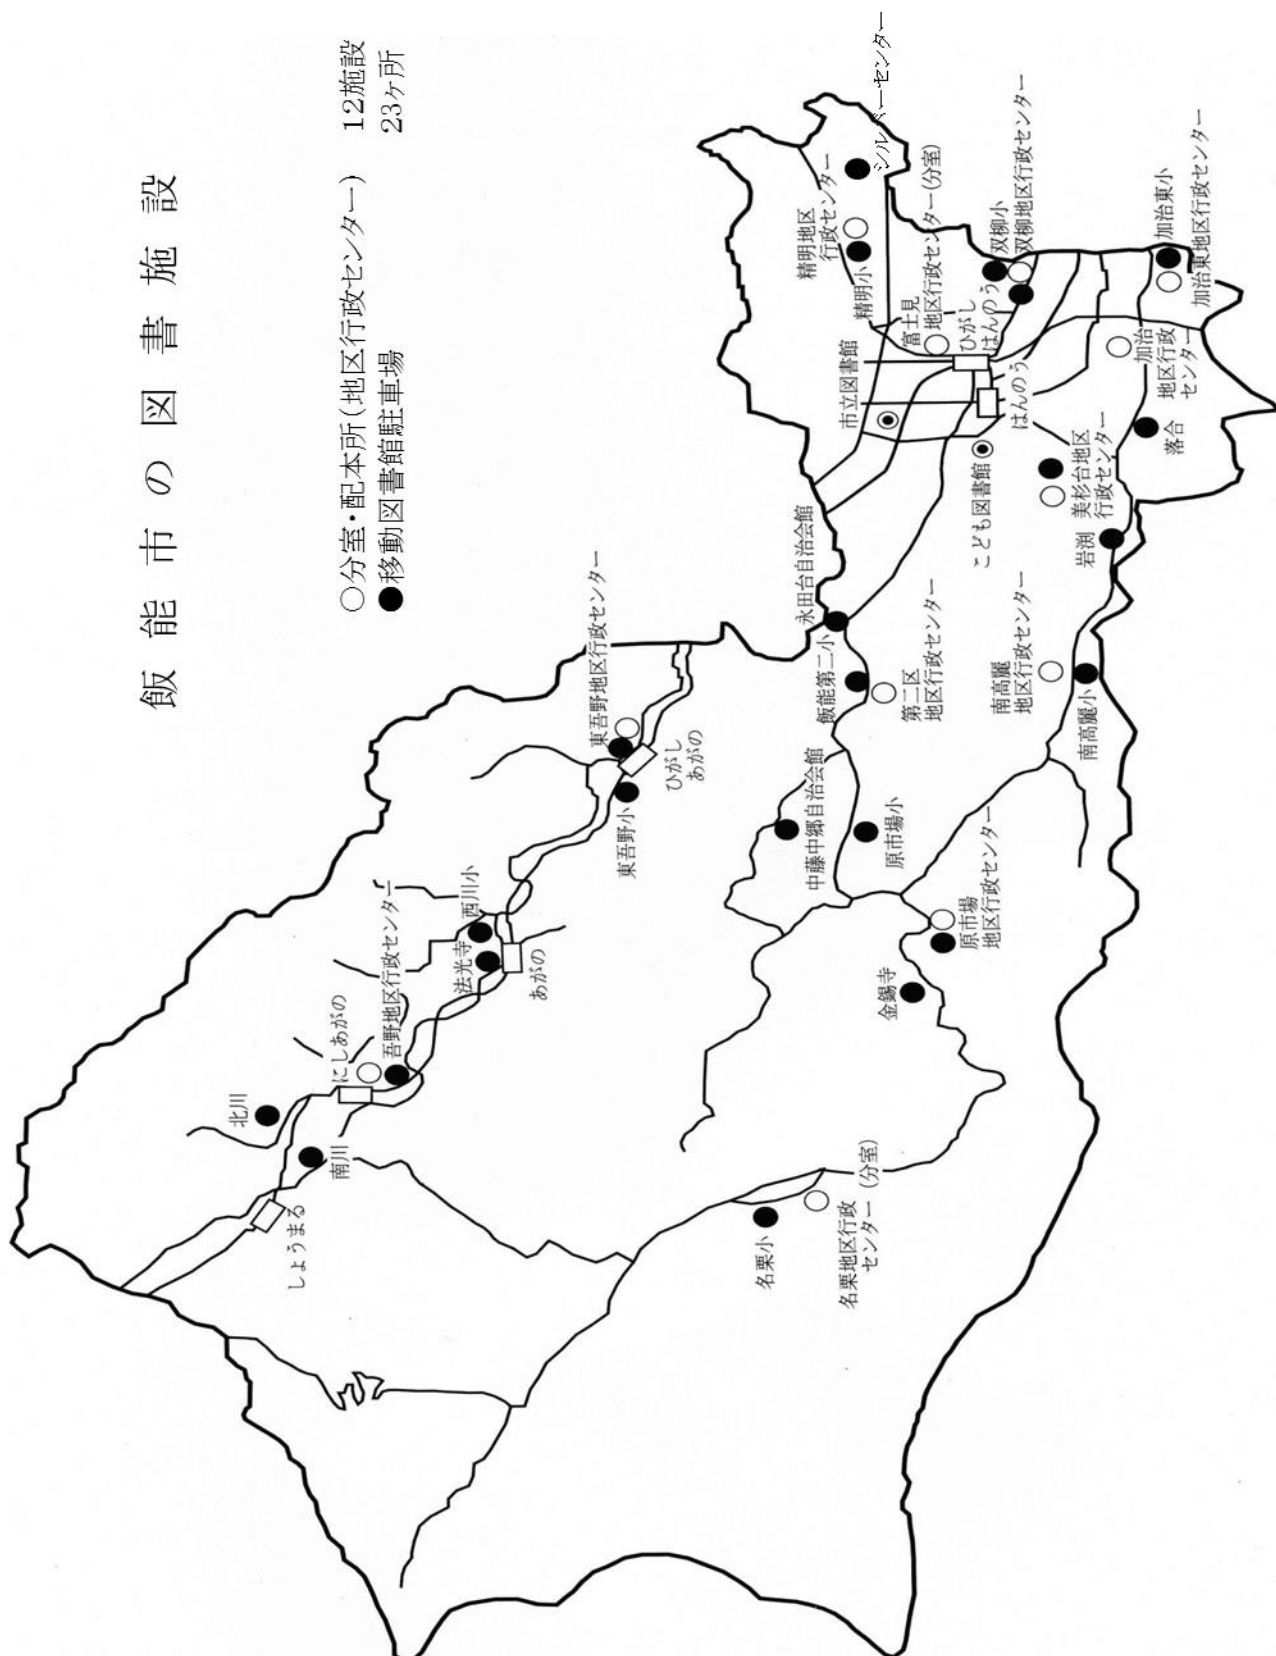 飯能市の図書施設
○分室・配本所(地区行政センター) 12施設
●移動図書館駐車場 23ヶ所
しょうまる
北川
南川
にしあがの
吾野地区行政センター
法光寺
西川小
あがの
東吾野小
東吾野地区行政センター
ひがし
あがの
名栗小
名栗地区行政
センター(分室)
金錫寺
原市場
地区行政センター
原市場小
中藤中郷自治会館
飯能第二小
第二区
地区行政センター
永田台自治会館
南高麗
地区行政センター
南高麗小
岩渕
美杉台地区
行政センター
落合
こども図書館
市立図書館
はんのう
ひがし
はんのう
富士見
地区行政センター(分室)
精明小
精明地区
行政センター
シルバーセンター
双柳小
双柳地区行政センター
加治
地区行政
センター
加治東小
加治東地区行政センター